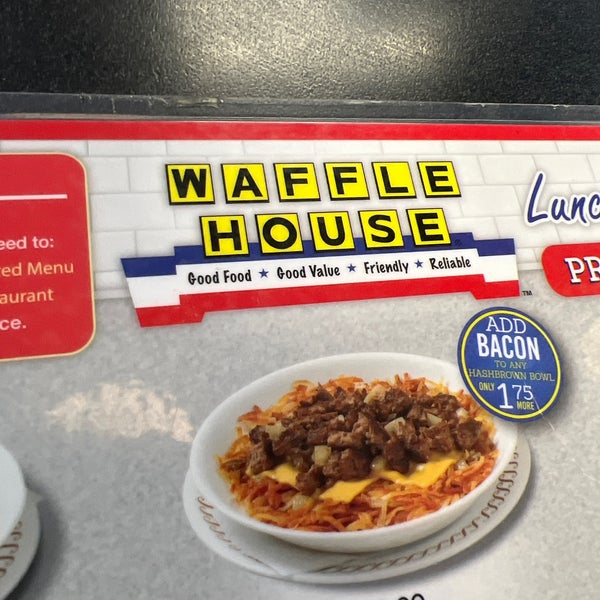 WAFFLE
HOUSE
Good Food ★ Good Value ★ Friendly ★ Reliable
™
eed to:
ed Menu
aurant
ce.
Lunc
PR
ADD
BACON
TO ANY
HASHBROWN BOWL
ONLY 1 75
MORE